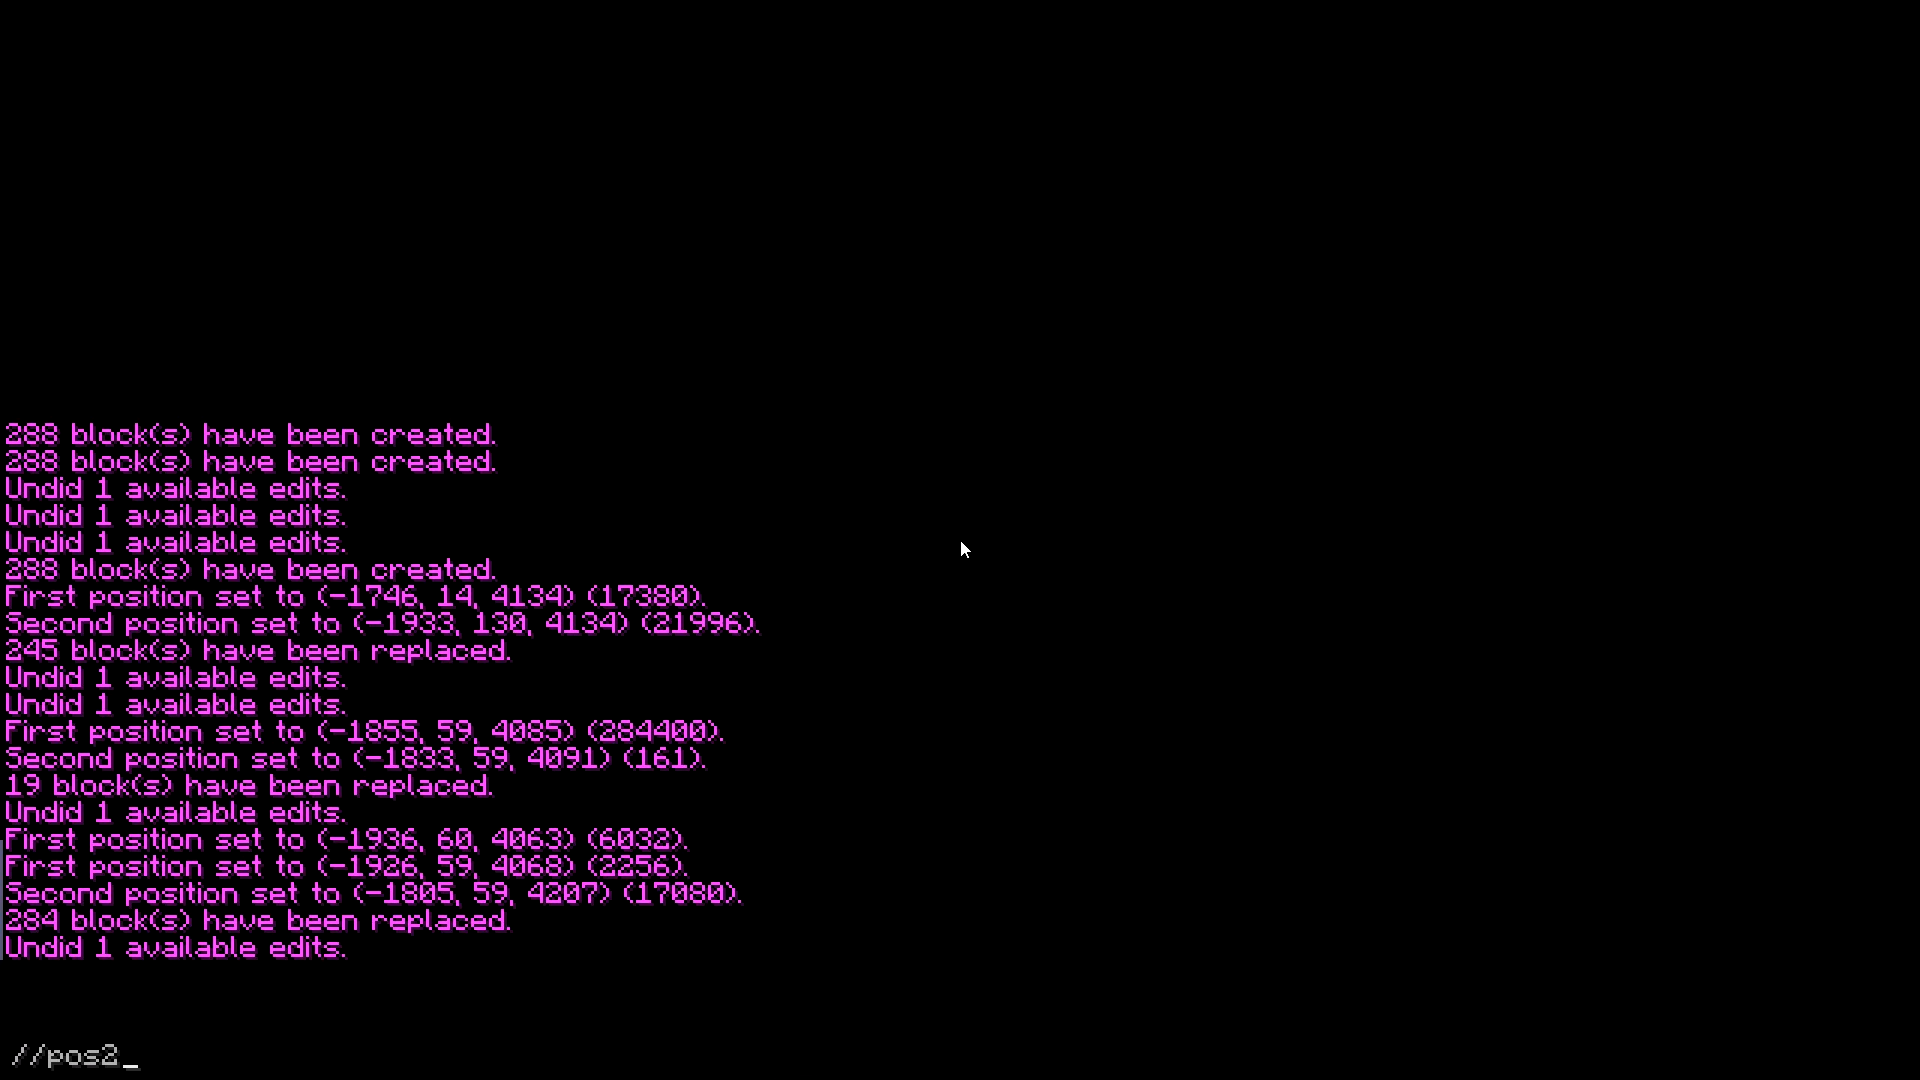 288 block(s) have been created.
288 block(s) have been created.
Undid 1 available edits.
Undid 1 available edits.
Undid 1 available edits.
288 block(s) have been created.
First position set to (-1746, 14, 4134) (17380).
Second position set to (-1933, 130, 4134) (21996).
245 block(s) have been replaced.
Undid 1 available edits.
Undid 1 available edits.
First position set to (-1855, 59, 4085) (284400).
Second position set to (-1833, 59, 4091) (161).
19 block(s) have been replaced.
Undid 1 available edits.
First position set to (-1936, 60, 4063) (6032).
First position set to (-1926, 59, 4068) (2256).
Second position set to (-1805, 59, 4207) (17080).
284 block(s) have been replaced.
Undid 1 available edits.
//pos2_